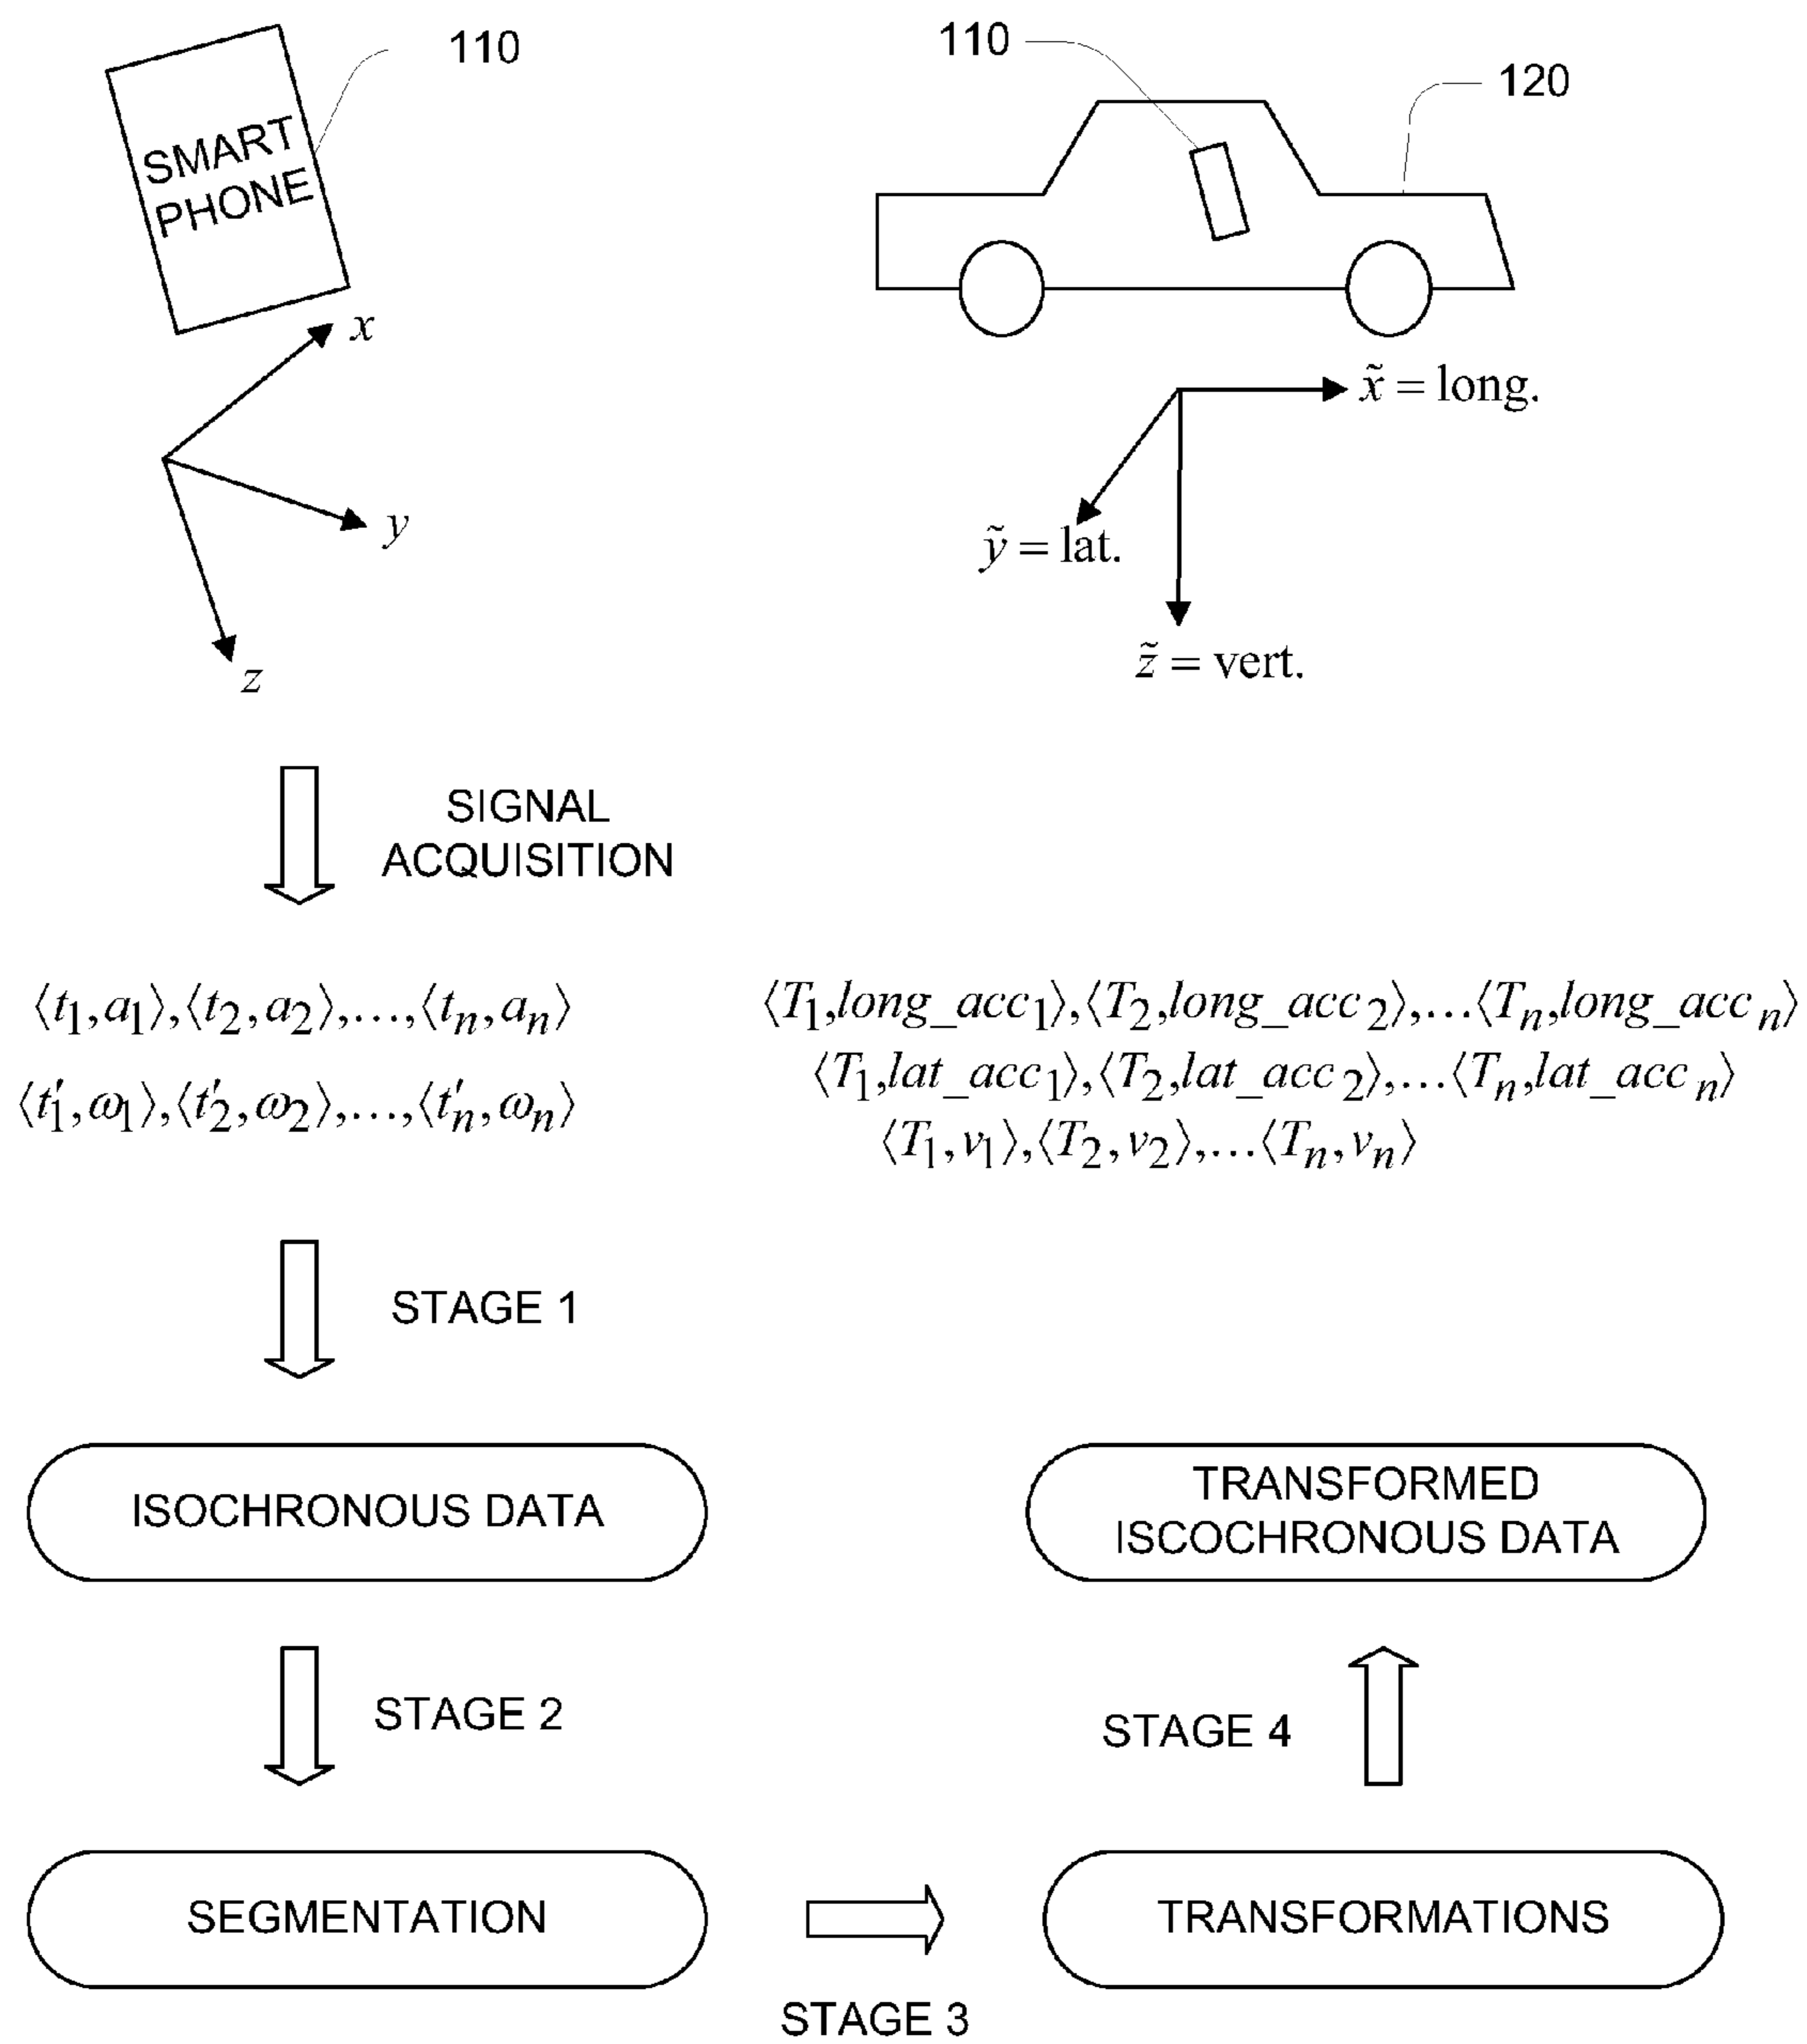 110
SMART
PHONE
x
y
z
110
120
x̃ = long.
ỹ = lat.
z̃ = vert.
SIGNAL
ACQUISITION
⟨t₁,a₁⟩,⟨t₂,a₂⟩,...,⟨tₙ,aₙ⟩
⟨t′₁,ω₁⟩,⟨t′₂,ω₂⟩,...,⟨t′ₙ,ωₙ⟩
⟨T₁,long_acc₁⟩,⟨T₂,long_acc₂⟩,...⟨Tₙ,long_accₙ⟩
⟨T₁,lat_acc₁⟩,⟨T₂,lat_acc₂⟩,...⟨Tₙ,lat_accₙ⟩
⟨T₁,v₁⟩,⟨T₂,v₂⟩,...⟨Tₙ,vₙ⟩
STAGE 1
ISOCHRONOUS DATA
TRANSFORMED
ISCOCHRONOUS DATA
STAGE 2
STAGE 4
SEGMENTATION
TRANSFORMATIONS
STAGE 3